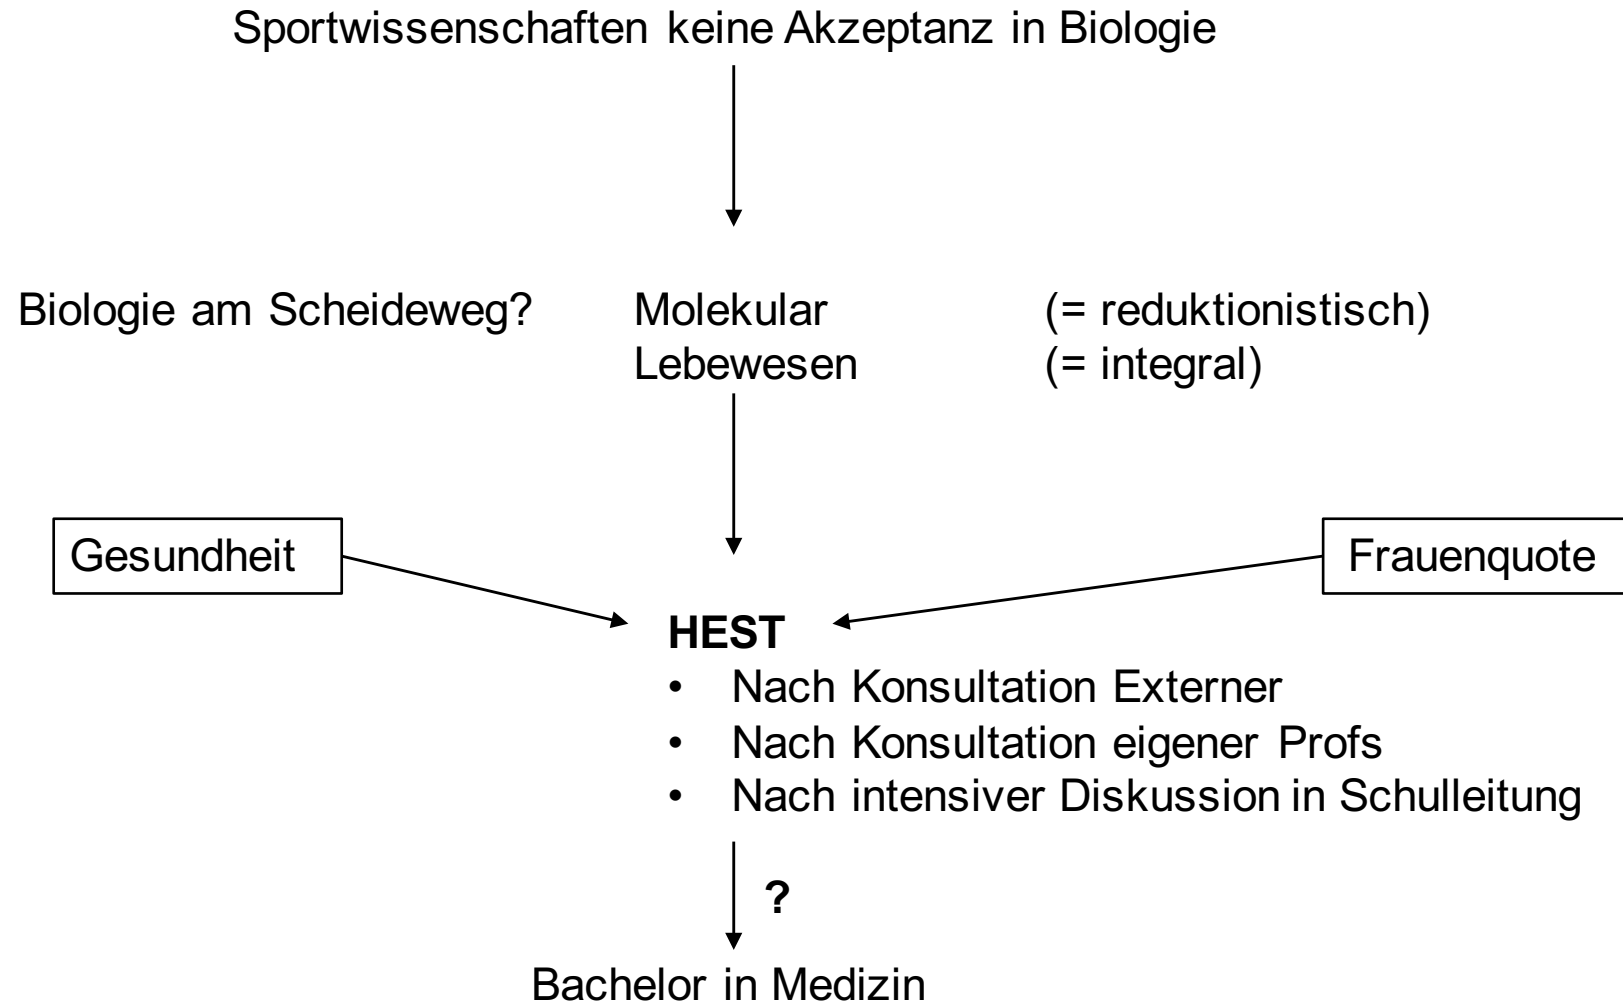 Sportwissenschaften keine Akzeptanz in Biologie
Biologie am Scheideweg? Molekular (= reduktionistisch)
Lebewesen (= integral)
Gesundheit
Frauenquote
HEST
• Nach Konsultation Externer
• Nach Konsultation eigener Profs
• Nach intensiver Diskussion in Schulleitung
?
Bachelor in Medizin